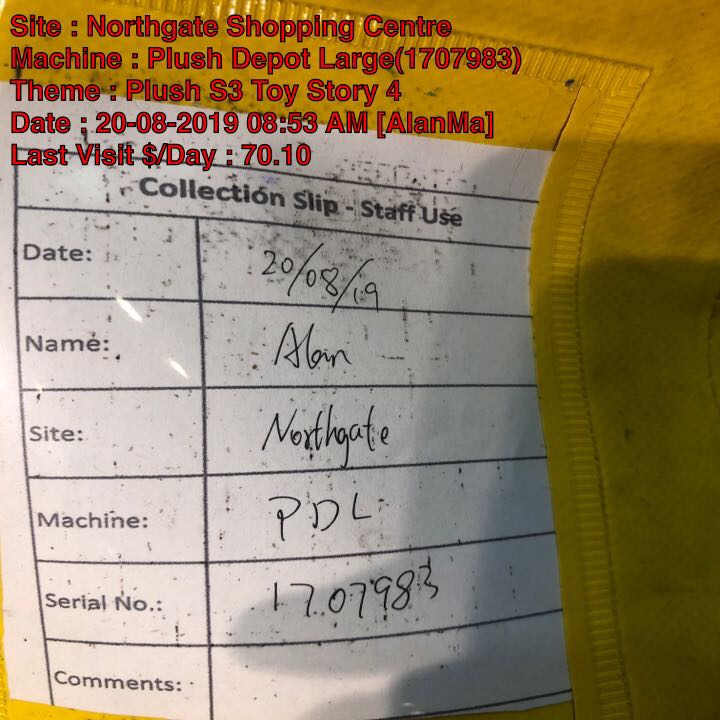 Site : Northgate Shopping Centre
Machine : Plush Depot Large(1707983)
Theme : Plush S3 Toy Story 4
Date : 20-08-2019 08:53 AM [AlanMa]
Last Visit $/Day : 70.10
Collection Slip - Staff Use
Date: 20/08/19
Name: Alan
Site: Northgate
Machine: PDL
Serial No.: 1707983
Comments: